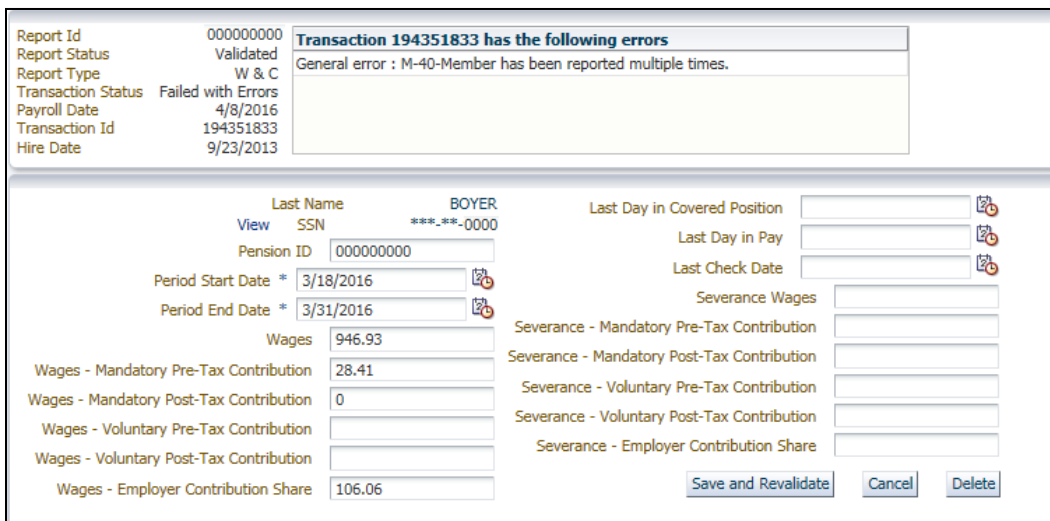 Report Id 000000000
Report Status Validated
Report Type W & C
Transaction Status Failed with Errors
Payroll Date 4/8/2016
Transaction Id 194351833
Hire Date 9/23/2013
Transaction 194351833 has the following errors
General error : M-40-Member has been reported multiple times.
Last Name BOYER
View SSN ***-**-0000
Pension ID 000000000
Period Start Date * 3/18/2016
Period End Date * 3/31/2016
Wages 946.93
Wages - Mandatory Pre-Tax Contribution 28.41
Wages - Mandatory Post-Tax Contribution 0
Wages - Voluntary Pre-Tax Contribution
Wages - Voluntary Post-Tax Contribution
Wages - Employer Contribution Share 106.06
Last Day in Covered Position
Last Day in Pay
Last Check Date
Severance Wages
Severance - Mandatory Pre-Tax Contribution
Severance - Mandatory Post-Tax Contribution
Severance - Voluntary Pre-Tax Contribution
Severance - Voluntary Post-Tax Contribution
Severance - Employer Contribution Share
Save and Revalidate Cancel Delete